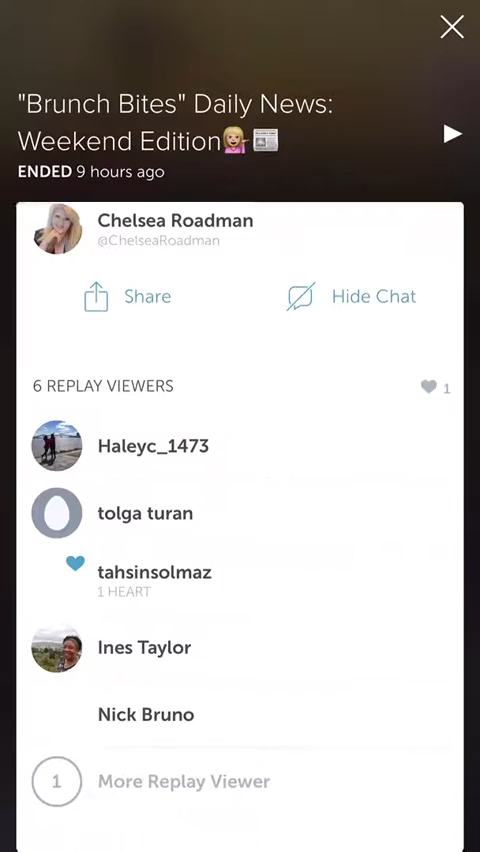 "Brunch Bites" Daily News:
Weekend Edition💁📰
ENDED 9 hours ago
Chelsea Roadman
@ChelseaRoadman
Share
Hide Chat
6 REPLAY VIEWERS
1
Haleyc_1473
tolga turan
tahsinsolmaz
1 HEART
Ines Taylor
Nick Bruno
1 More Replay Viewer